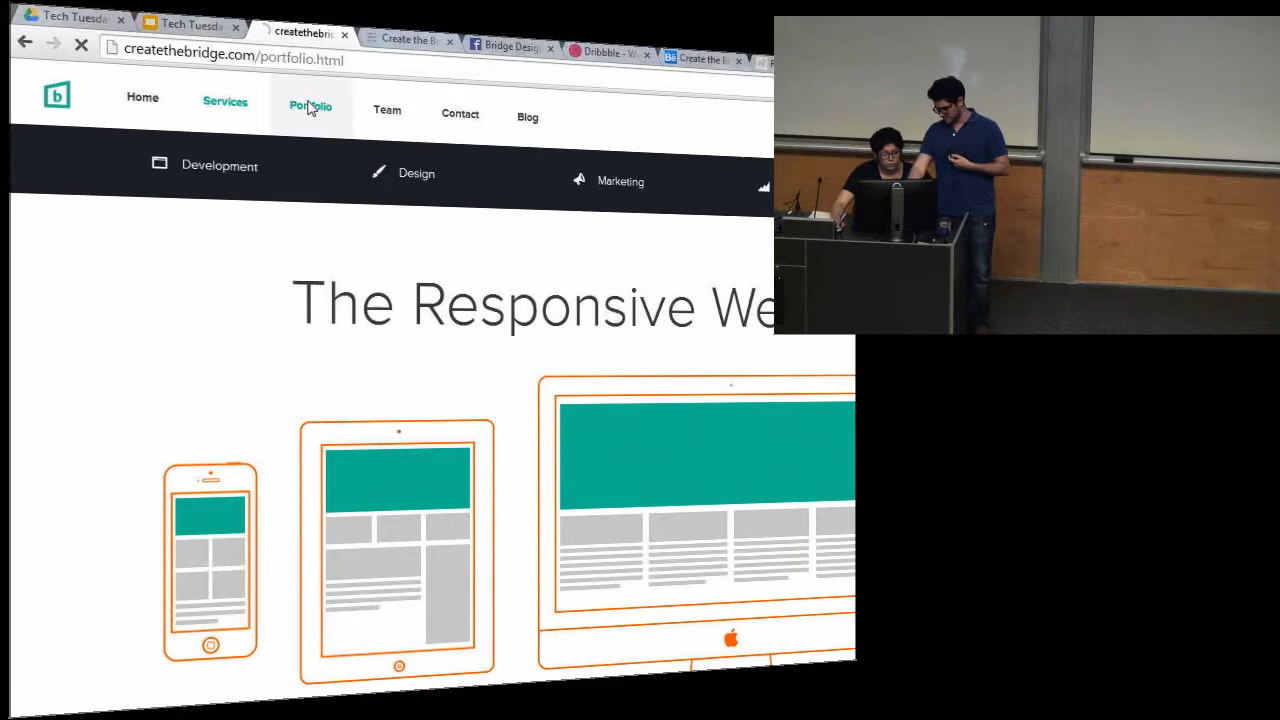 Tech Tuesda
Tech Tuesda
createthebric
Create the B
Bridge Desig
Dribbble - W
Bē Create the B
createthebridge.com/portfolio.html
b
Home
Services
Portfolio
Team
Contact
Blog
Development
Design
Marketing
The Responsive We